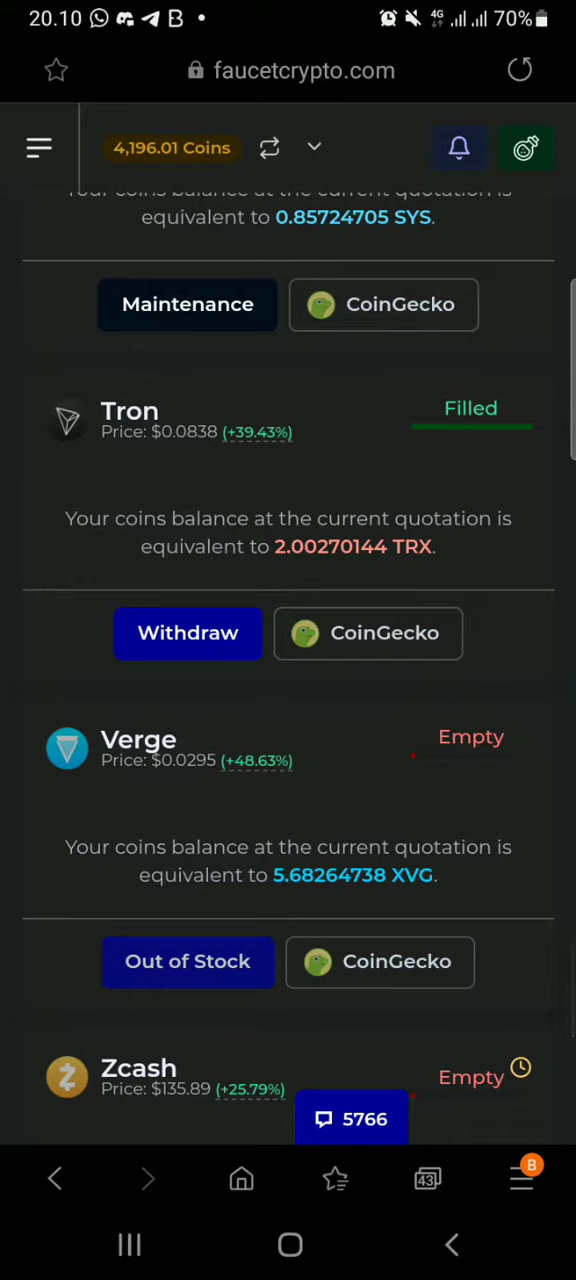 20.10 4G 70%
faucetcrypto.com
4,196.01 Coins
Your coins balance at the current quotation is
equivalent to 0.85724705 SYS.
Maintenance CoinGecko
Tron Filled
Price: $0.0838 (+39.43%)
Your coins balance at the current quotation is
equivalent to 2.00270144 TRX.
Withdraw CoinGecko
Verge Empty
Price: $0.0295 (+48.63%)
Your coins balance at the current quotation is
equivalent to 5.68264738 XVG.
Out of Stock CoinGecko
Zcash Empty
Price: $135.89 (+25.79%)
5766
43
B